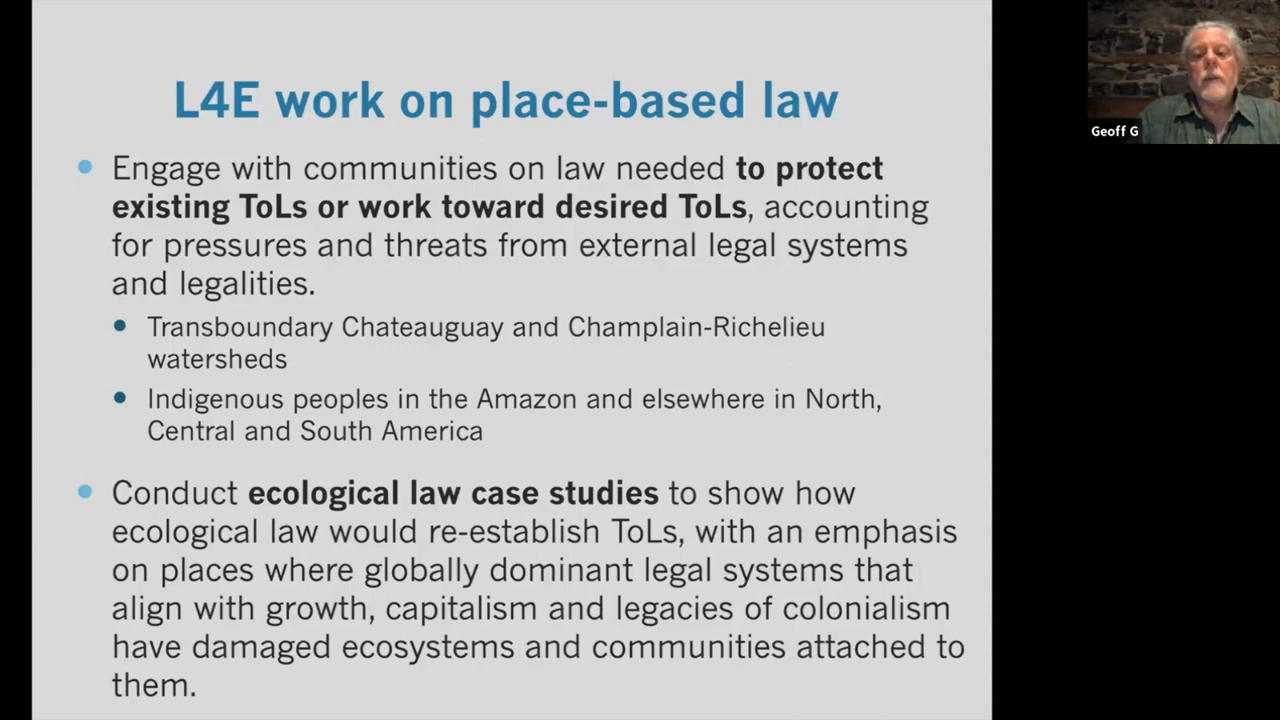 L4E work on place-based law
Engage with communities on law needed to protect
existing ToLs or work toward desired ToLs, accounting
for pressures and threats from external legal systems
and legalities.
Transboundary Chateauguay and Champlain-Richelieu
watersheds
Indigenous peoples in the Amazon and elsewhere in North,
Central and South America
Conduct ecological law case studies to show how
ecological law would re-establish ToLs, with an emphasis
on places where globally dominant legal systems that
align with growth, capitalism and legacies of colonialism
have damaged ecosystems and communities attached to
them.
Geoff G